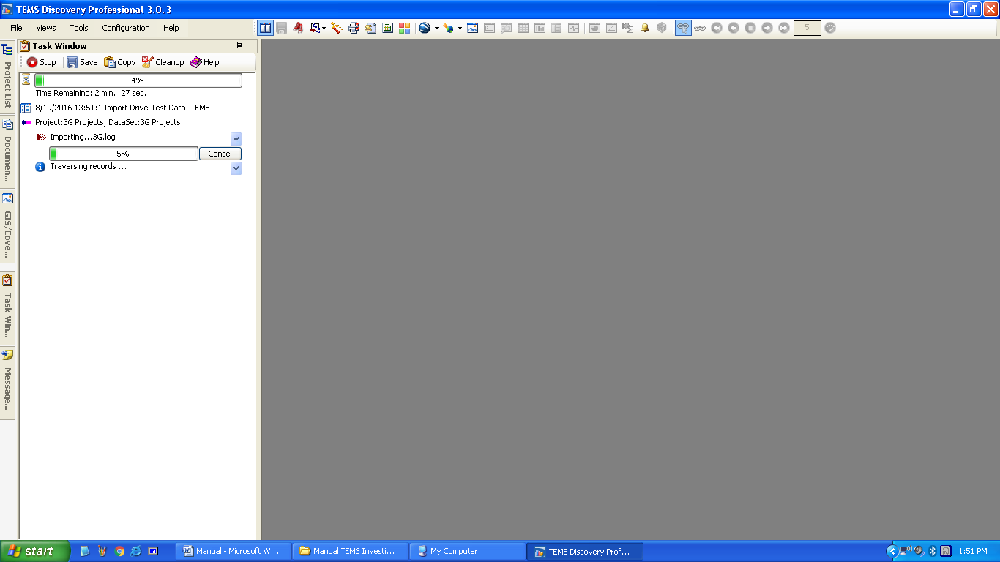 TEMS Discovery Professional 3.0.3
File Views Tools Configuration Help
5
Task Window
Stop Save Copy Cleanup Help
4%
Time Remaining: 2 min. 27 sec.
8/19/2016 13:51:1 Import Drive Test Data: TEMS
Project:3G Projects, DataSet:3G Projects
Importing...3G.log
5% Cancel
Traversing records ...
Project List
Documen...
GIS/Cove...
Task Win...
Message...
start
Manual - Microsoft W...
Manual TEMS Investi...
My Computer
TEMS Discovery Prof...
1:51 PM